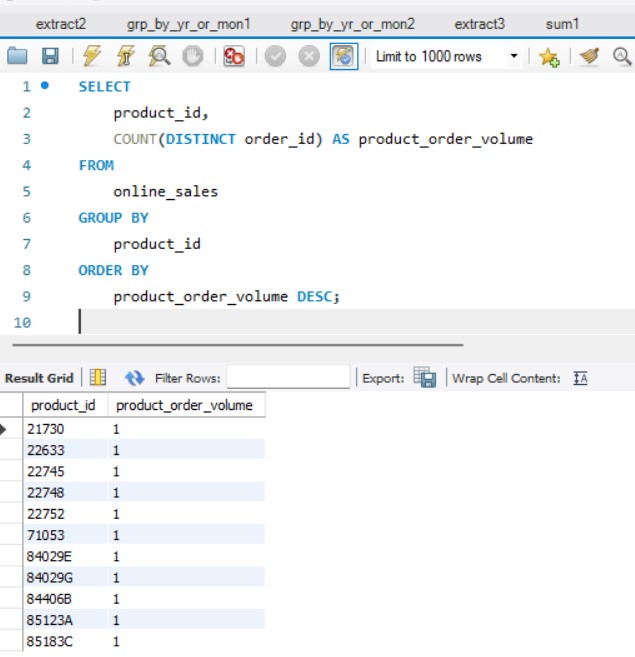 extract2 grp_by_yr_or_mon1 grp_by_yr_or_mon2 extract3 sum1
Limit to 1000 rows
1 SELECT
2 product_id,
3 COUNT(DISTINCT order_id) AS product_order_volume
4 FROM
5 online_sales
6 GROUP BY
7 product_id
8 ORDER BY
9 product_order_volume DESC;
10
Result Grid Filter Rows: Export: Wrap Cell Content: IA
product_id product_order_volume
21730 1
22633 1
22745 1
22748 1
22752 1
71053 1
84029E 1
84029G 1
84406B 1
85123A 1
85183C 1